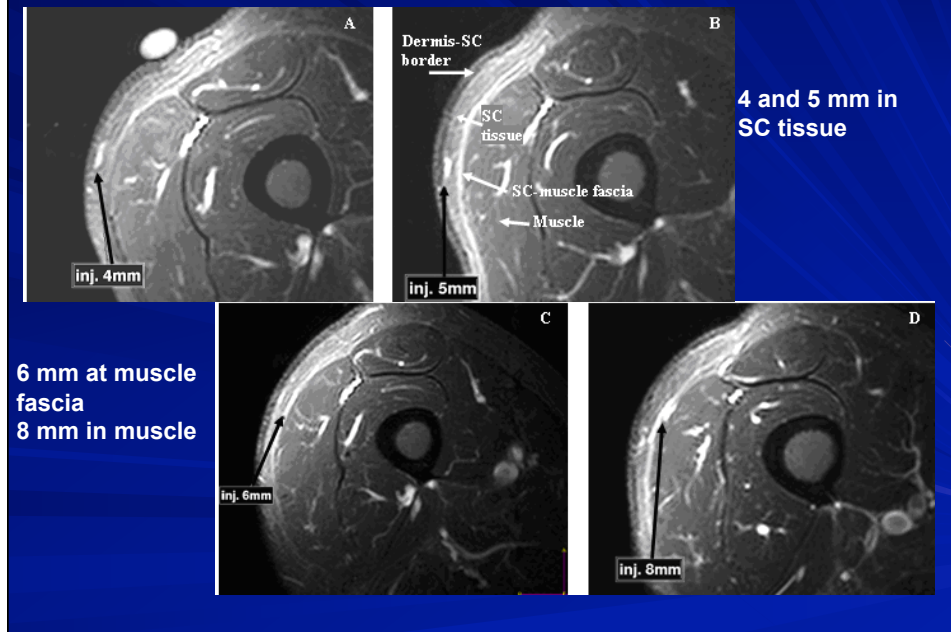 A
inj. 4mm
B
Dermis-SC
border
SC
tissue
SC-muscle fascia
Muscle
inj. 5mm
4 and 5 mm in
SC tissue
6 mm at muscle
fascia
8 mm in muscle
C
inj. 6mm
D
inj. 8mm